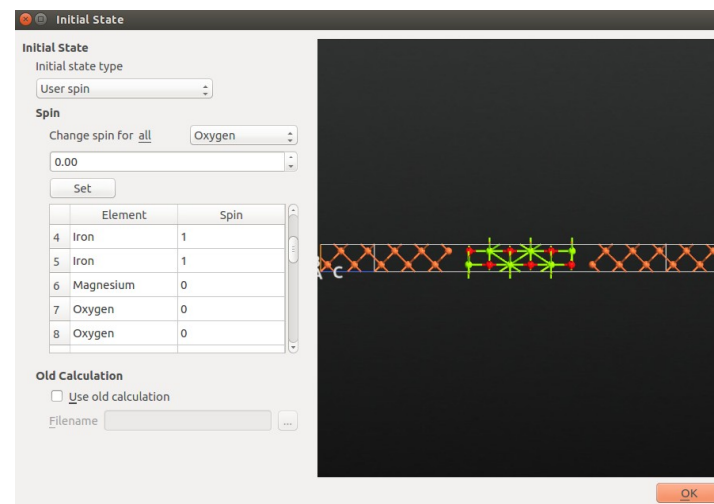 Initial State
Initial State
Initial state type
User spin
Spin
Change spin for all Oxygen
0.00
Set
Element Spin
4 Iron 1
5 Iron 1
6 Magnesium 0
7 Oxygen 0
8 Oxygen 0
Old Calculation
Use old calculation
Filename ...
C
OK